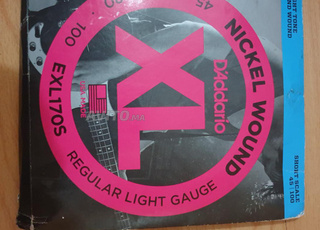 NICKEL WOUND
D'Addario
XL
EXL170S
REGULAR LIGHT GAUGE
45
100
SHORT SCALE
45 | 100